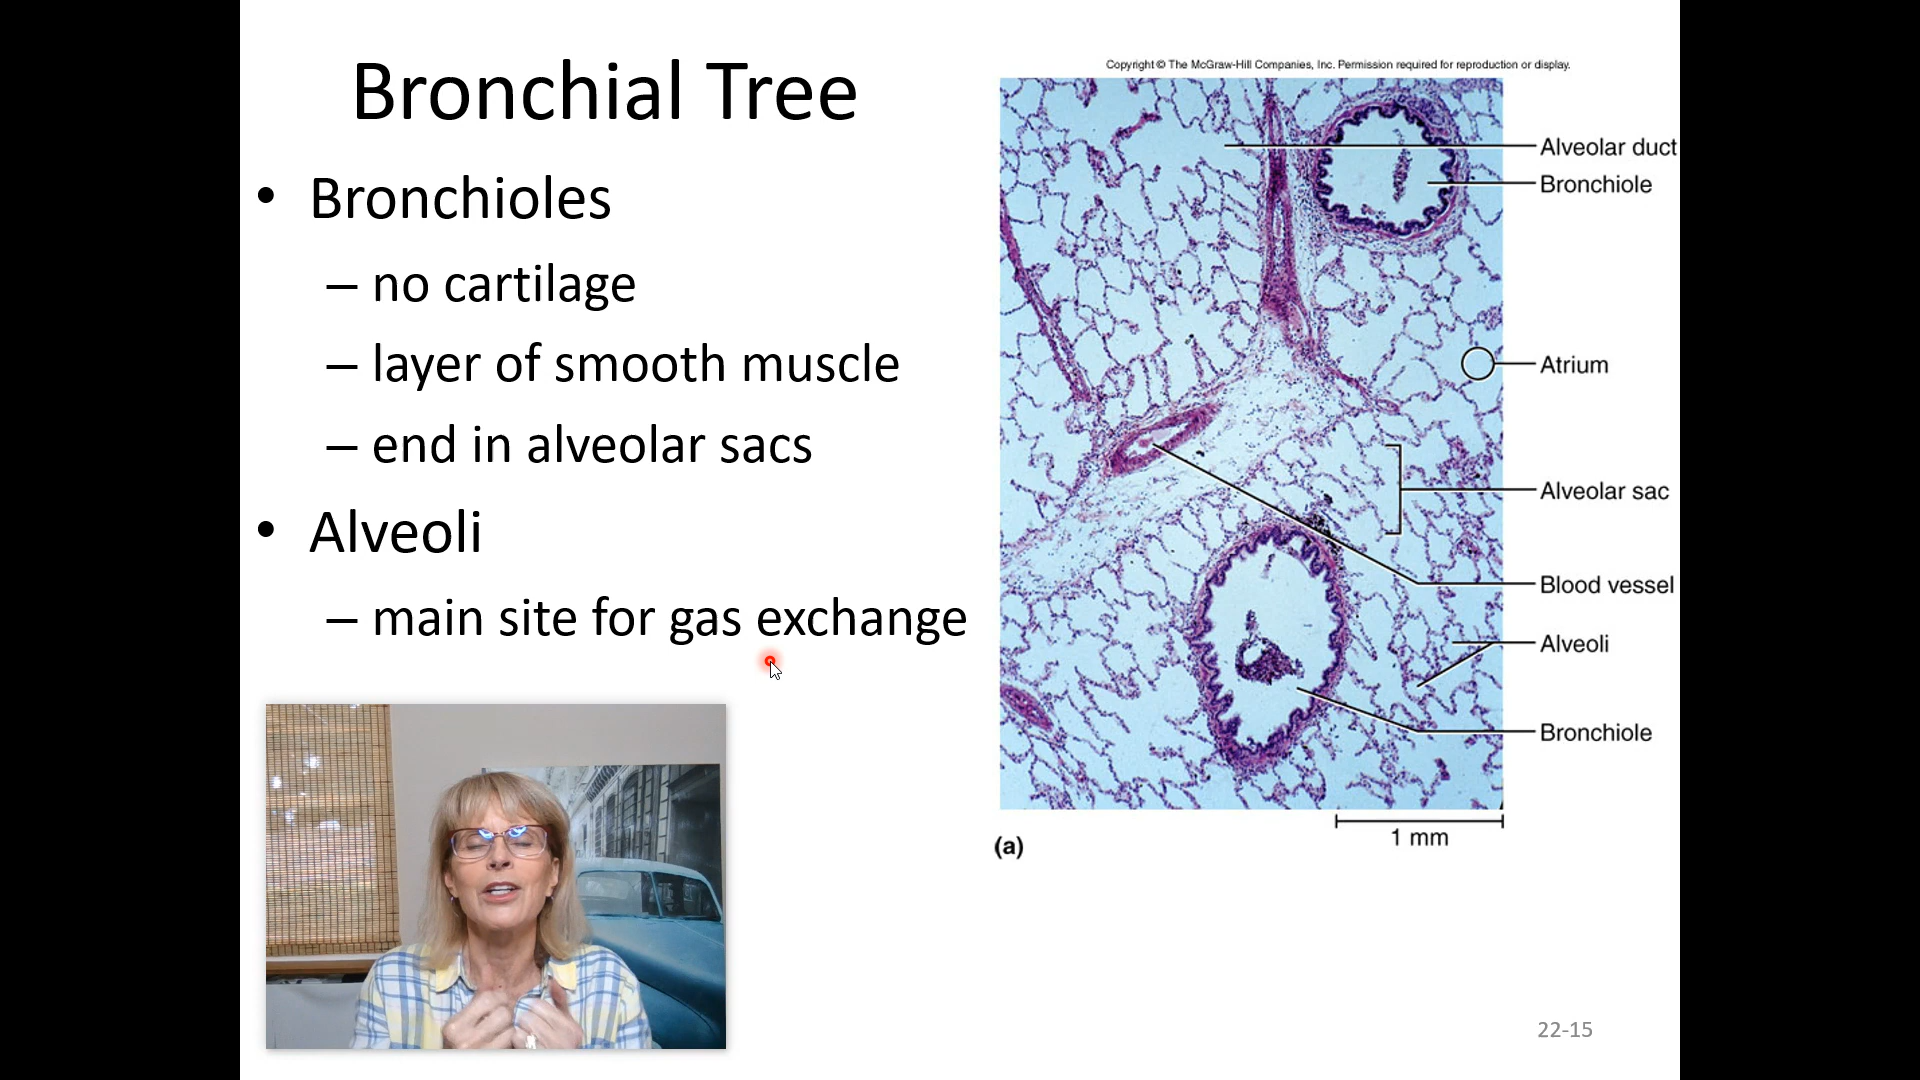 Bronchial Tree
• Bronchioles
– no cartilage
– layer of smooth muscle
– end in alveolar sacs
• Alveoli
– main site for gas exchange
Copyright © The McGraw-Hill Companies, Inc. Permission required for reproduction or display.
Alveolar duct
Bronchiole
Atrium
Alveolar sac
Blood vessel
Alveoli
Bronchiole
1 mm
(a)
22-15